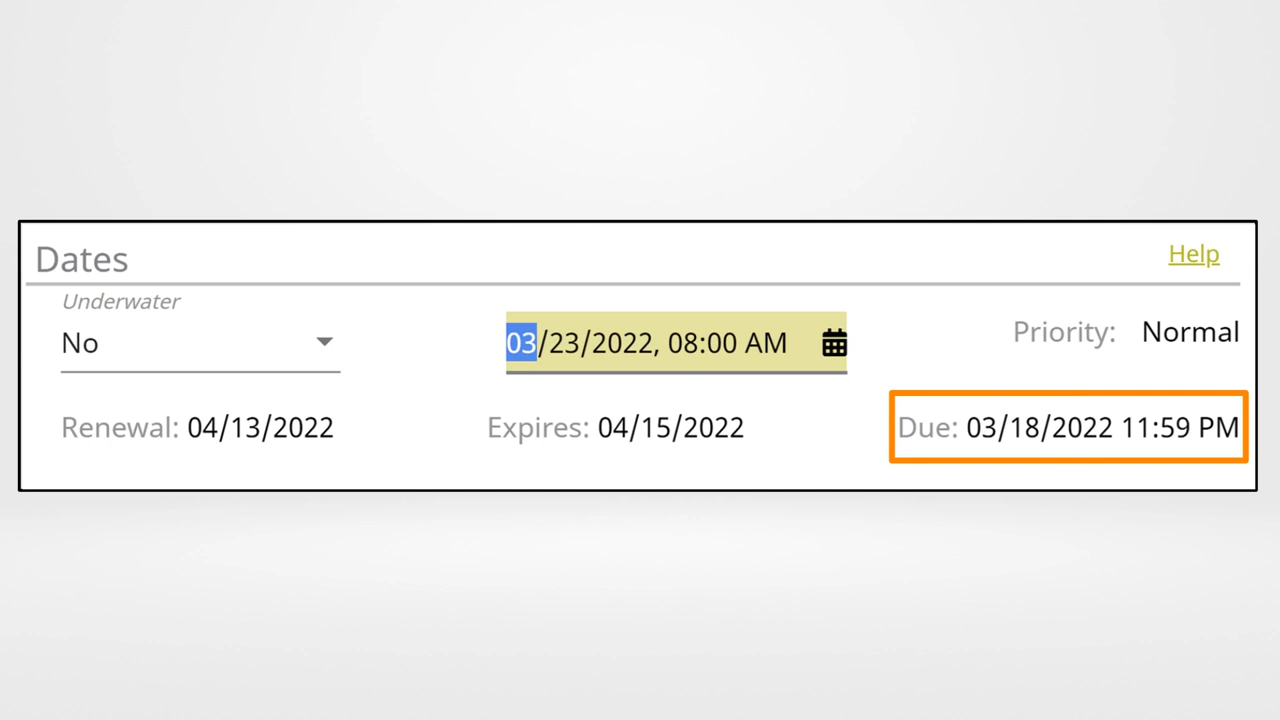 Dates
Help
Underwater
No
03/23/2022, 08:00 AM
Priority: Normal
Renewal: 04/13/2022
Expires: 04/15/2022
Due: 03/18/2022 11:59 PM